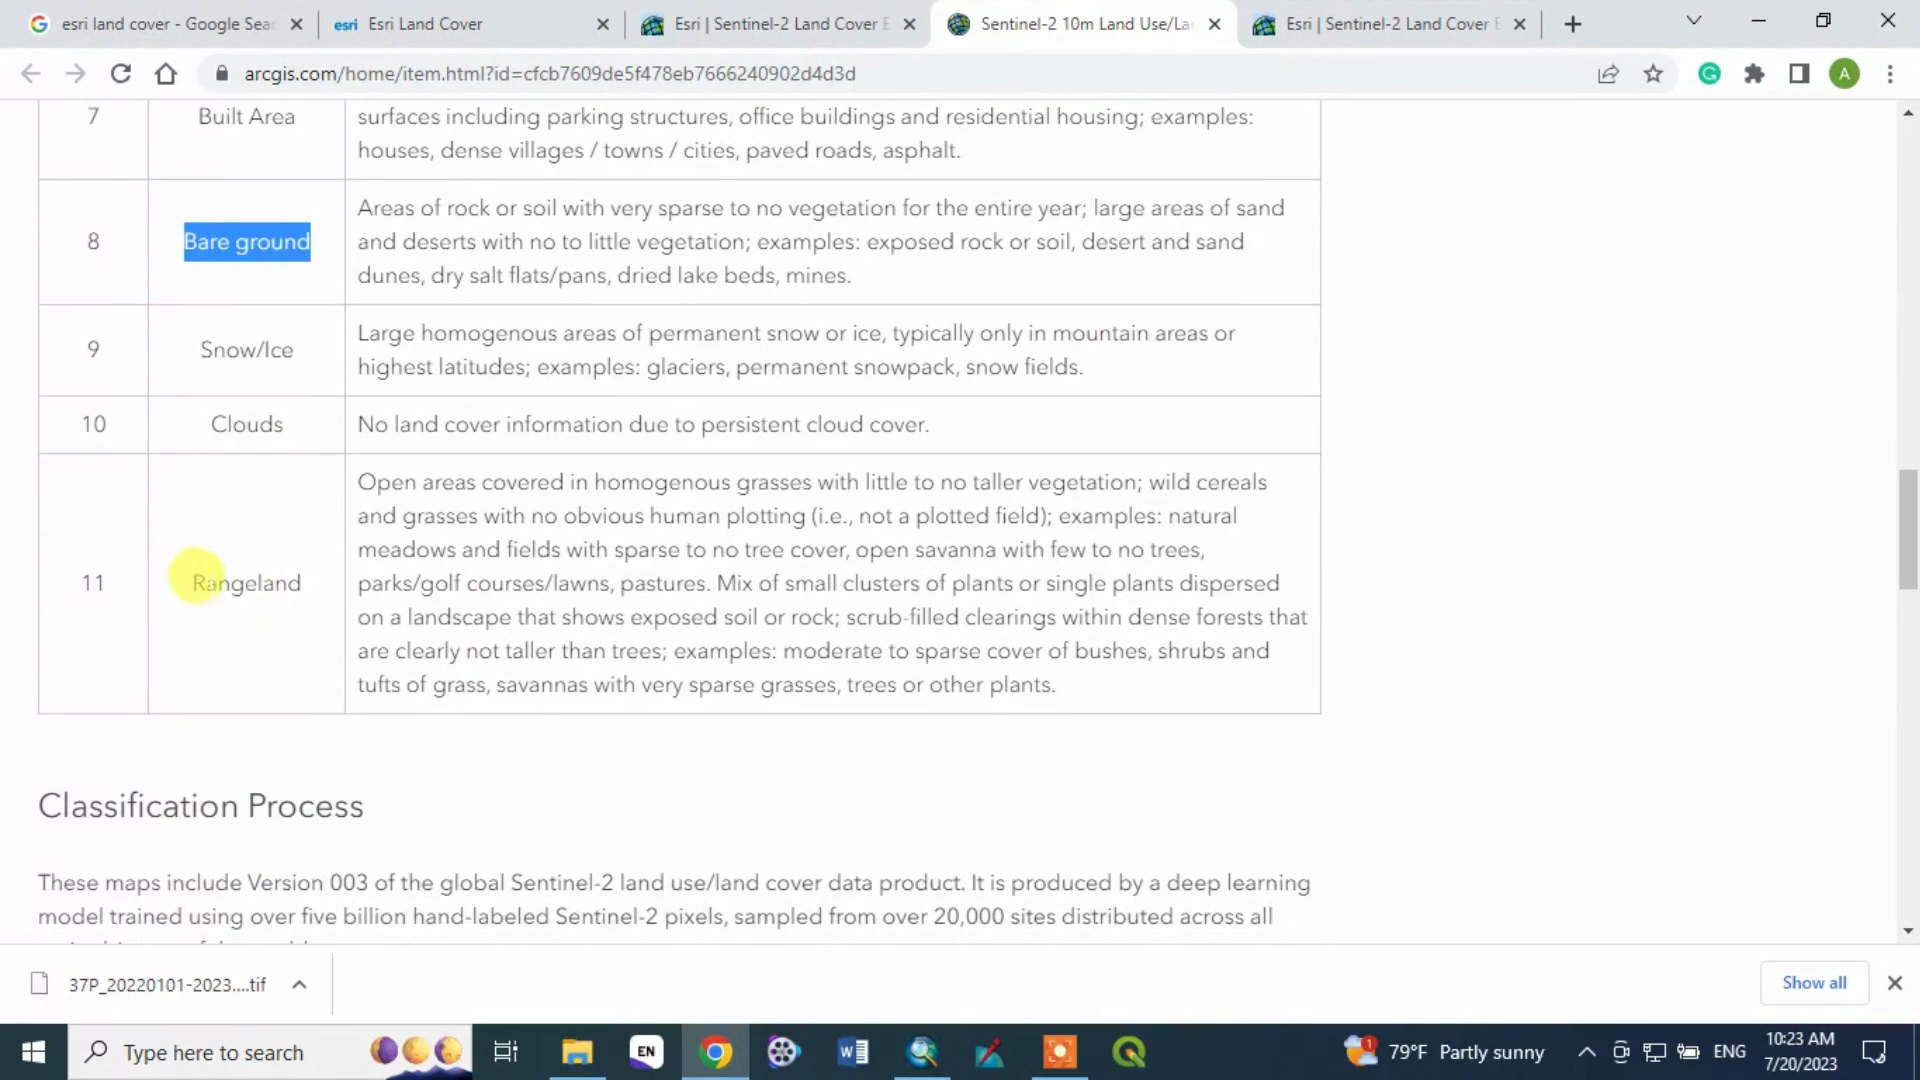 esri land cover - Google Sear
esri Esri Land Cover
Esri | Sentinel-2 Land Cover E
Sentinel-2 10m Land Use/La
Esri | Sentinel-2 Land Cover E
arcgis.com/home/item.html?id=cfcb7609de5f478eb7666240902d4d3d
A
7
Built Area
surfaces including parking structures, office buildings and residential housing; examples:
houses, dense villages / towns / cities, paved roads, asphalt.
8
Bare ground
Areas of rock or soil with very sparse to no vegetation for the entire year; large areas of sand
and deserts with no to little vegetation; examples: exposed rock or soil, desert and sand
dunes, dry salt flats/pans, dried lake beds, mines.
9
Snow/Ice
Large homogenous areas of permanent snow or ice, typically only in mountain areas or
highest latitudes; examples: glaciers, permanent snowpack, snow fields.
10
Clouds
No land cover information due to persistent cloud cover.
11
Rangeland
Open areas covered in homogenous grasses with little to no taller vegetation; wild cereals
and grasses with no obvious human plotting (i.e., not a plotted field); examples: natural
meadows and fields with sparse to no tree cover, open savanna with few to no trees,
parks/golf courses/lawns, pastures. Mix of small clusters of plants or single plants dispersed
on a landscape that shows exposed soil or rock; scrub-filled clearings within dense forests that
are clearly not taller than trees; examples: moderate to sparse cover of bushes, shrubs and
tufts of grass, savannas with very sparse grasses, trees or other plants.
Classification Process
These maps include Version 003 of the global Sentinel-2 land use/land cover data product. It is produced by a deep learning
model trained using over five billion hand-labeled Sentinel-2 pixels, sampled from over 20,000 sites distributed across all
37P_20220101-2023....tif
Show all
Type here to search
EN
1
79°F Partly sunny
ENG
10:23 AM
7/20/2023